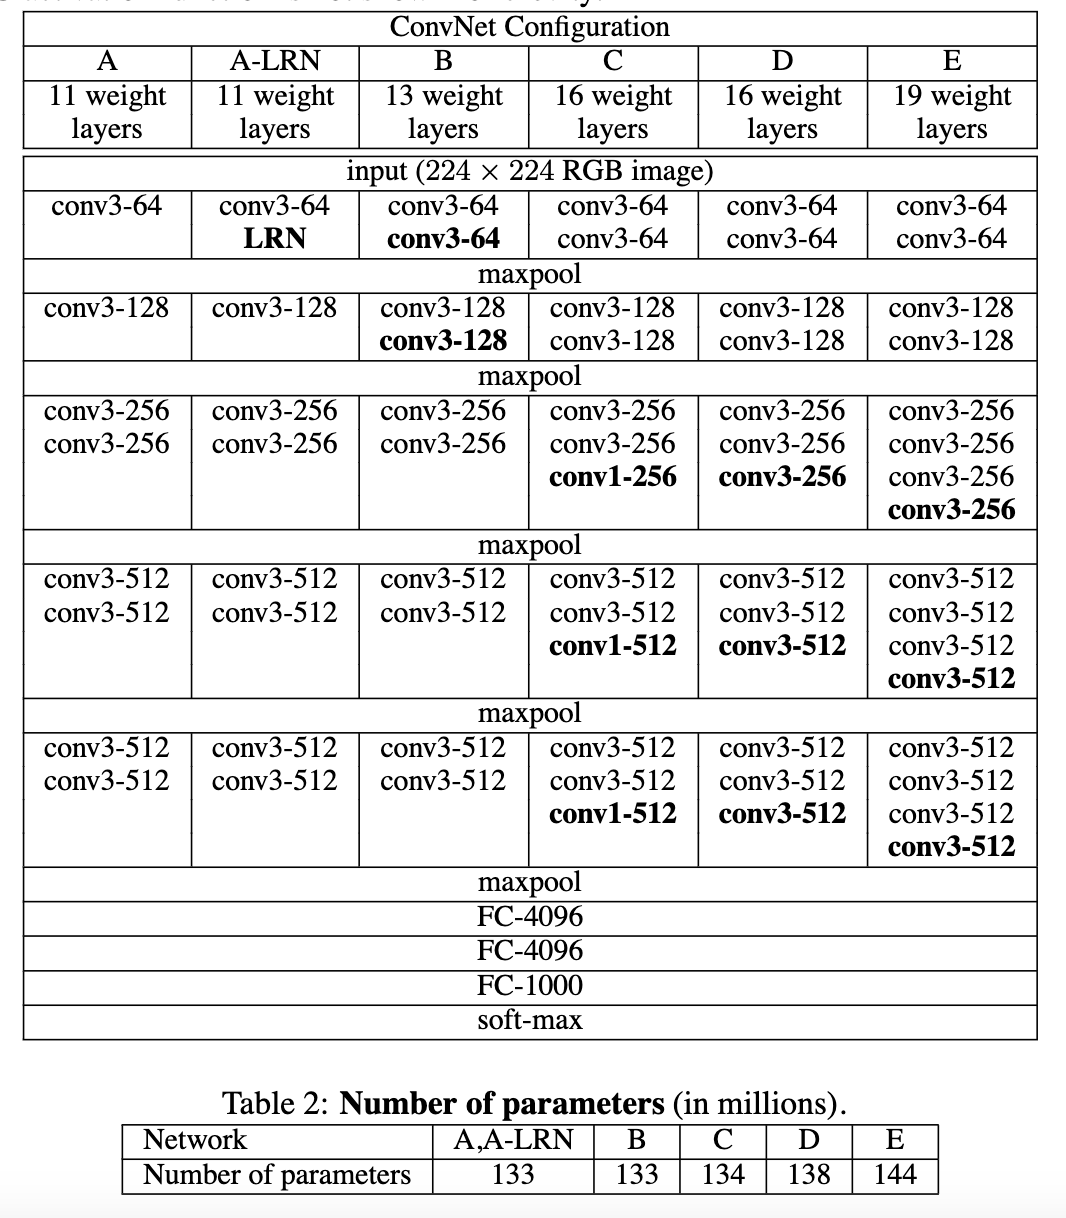 ConvNet Configuration
A A-LRN B C D E
11 weight 11 weight 13 weight 16 weight 16 weight 19 weight
layers layers layers layers layers layers
input (224 × 224 RGB image)
conv3-64 conv3-64 conv3-64 conv3-64 conv3-64 conv3-64
LRN conv3-64 conv3-64 conv3-64 conv3-64
maxpool
conv3-128 conv3-128 conv3-128 conv3-128 conv3-128 conv3-128
conv3-128 conv3-128 conv3-128 conv3-128
maxpool
conv3-256 conv3-256 conv3-256 conv3-256 conv3-256 conv3-256
conv3-256 conv3-256 conv3-256 conv3-256 conv3-256 conv3-256
conv1-256 conv3-256 conv3-256
conv3-256
maxpool
conv3-512 conv3-512 conv3-512 conv3-512 conv3-512 conv3-512
conv3-512 conv3-512 conv3-512 conv3-512 conv3-512 conv3-512
conv1-512 conv3-512 conv3-512
conv3-512
maxpool
conv3-512 conv3-512 conv3-512 conv3-512 conv3-512 conv3-512
conv3-512 conv3-512 conv3-512 conv3-512 conv3-512 conv3-512
conv1-512 conv3-512 conv3-512
conv3-512
maxpool
FC-4096
FC-4096
FC-1000
soft-max
Table 2: Number of parameters (in millions).
Network A,A-LRN B C D E
Number of parameters 133 133 134 138 144